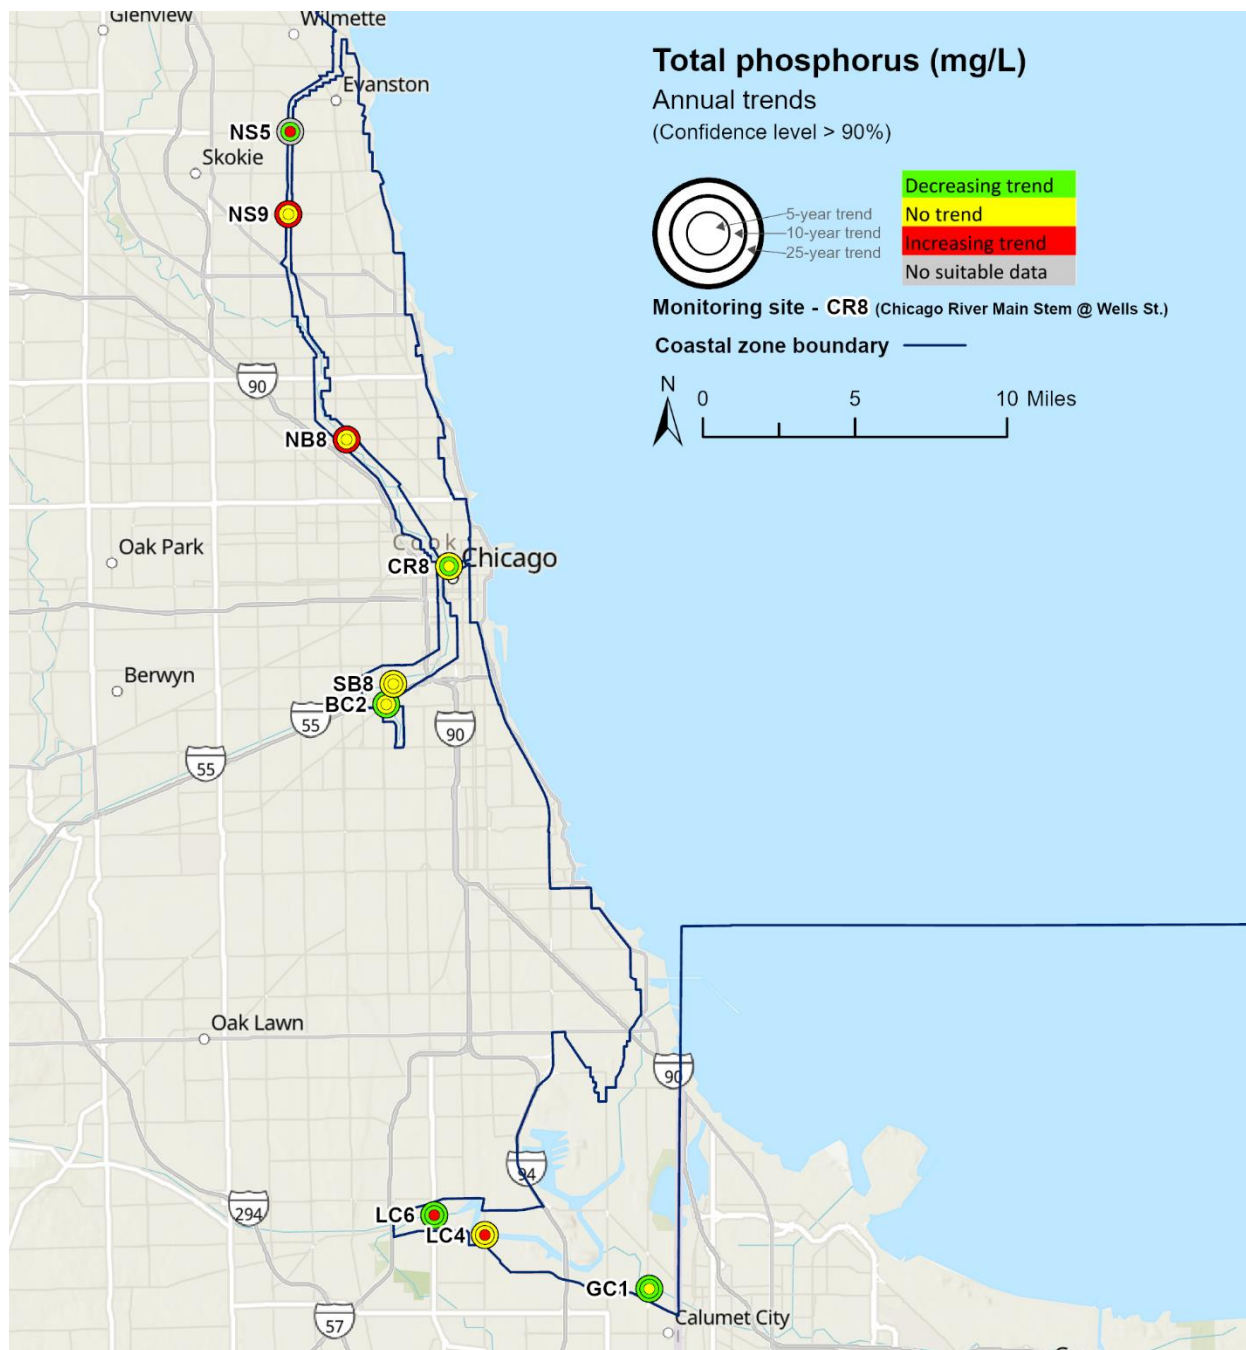 Glenview
Wilmette
Evanston
NS5
Skokie
NS9
90
NB8
Oak Park
Cook
CR8
Chicago
Berwyn
SB8
BC2
55
90
55
Oak Lawn
90
94
294
LC6
LC4
GC1
57
Calumet City
Total phosphorus (mg/L)
Annual trends
(Confidence level > 90%)
5-year trend
10-year trend
25-year trend
Decreasing trend
No trend
Increasing trend
No suitable data
Monitoring site - CR8 (Chicago River Main Stem @ Wells St.)
Coastal zone boundary
N
0 5 10 Miles